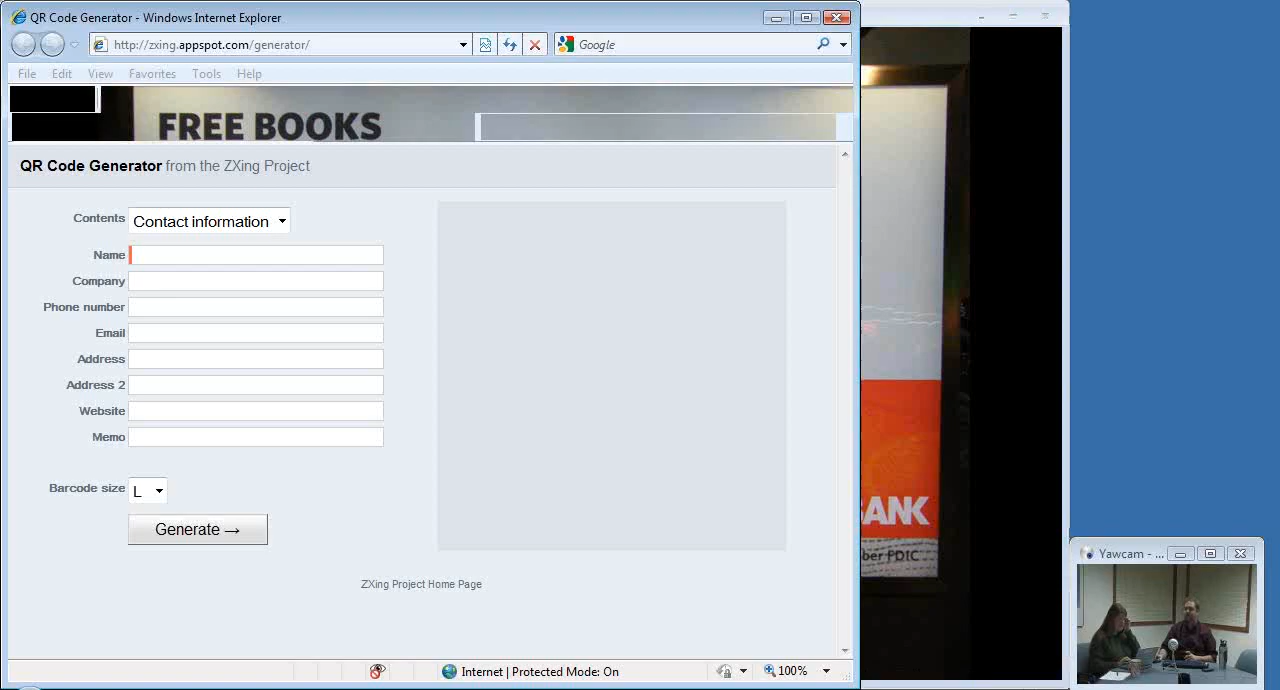 QR Code Generator - Windows Internet Explorer
http://zxing.appspot.com/generator/
Google
File Edit View Favorites Tools Help
FREE BOOKS
QR Code Generator from the ZXing Project
Contents Contact information
Name
Company
Phone number
Email
Address
Address 2
Website
Memo
Barcode size L
Generate →
ZXing Project Home Page
ANK
ber FDIC
Yawcam - ...
Internet | Protected Mode: On
100%